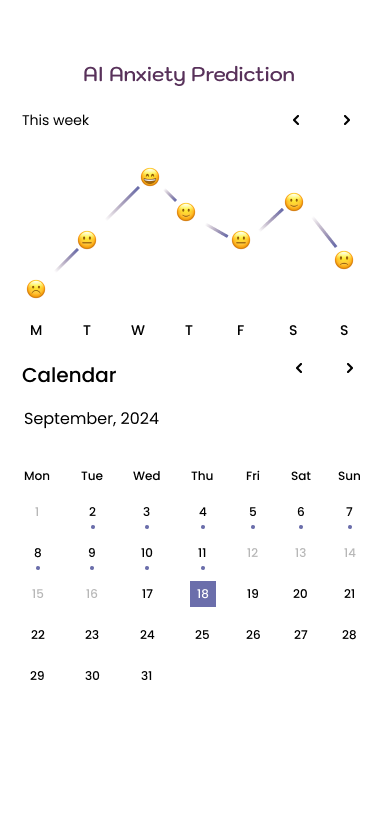 AI Anxiety Prediction
This week
M T W T F S S
Calendar
September, 2024
Mon Tue Wed Thu Fri Sat Sun
1 2 3 4 5 6 7
8 9 10 11 12 13 14
15 16 17 18 19 20 21
22 23 24 25 26 27 28
29 30 31